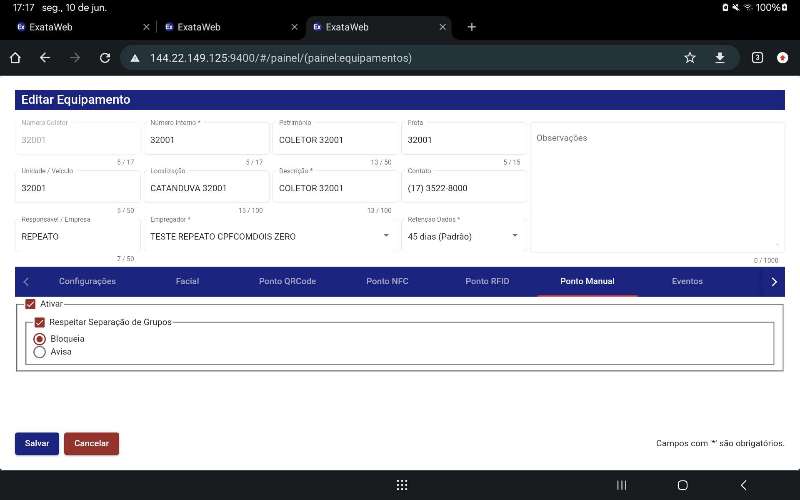 17:17 seg., 10 de jun. 100%
ExataWeb ExataWeb ExataWeb
144.22.149.125:9400/#/painel/(painel:equipamentos) 3
Editar Equipamento
Número Coletor Número Interno * Patrimônio Frota
32001 32001 COLETOR 32001 32001 Observações
5 / 17 5 / 17 13 / 50 5 / 15
Unidade / Veículo Localização Descrição * Contato
32001 CATANDUVA 32001 COLETOR 32001 (17) 3522-8000
5 / 50 15 / 100 13 / 100
Responsável / Empresa Empregador * Retenção Dados *
REPEATO TESTE REPEATO CPFCOMDOIS ZERO 45 dias (Padrão)
7 / 50 0 / 1000
Configurações Facial Ponto QRCode Ponto NFC Ponto RFID Ponto Manual Eventos
Ativar
Respeitar Separação de Grupos
Bloqueia
Avisa
Salvar Cancelar Campos com '*' são obrigatórios.